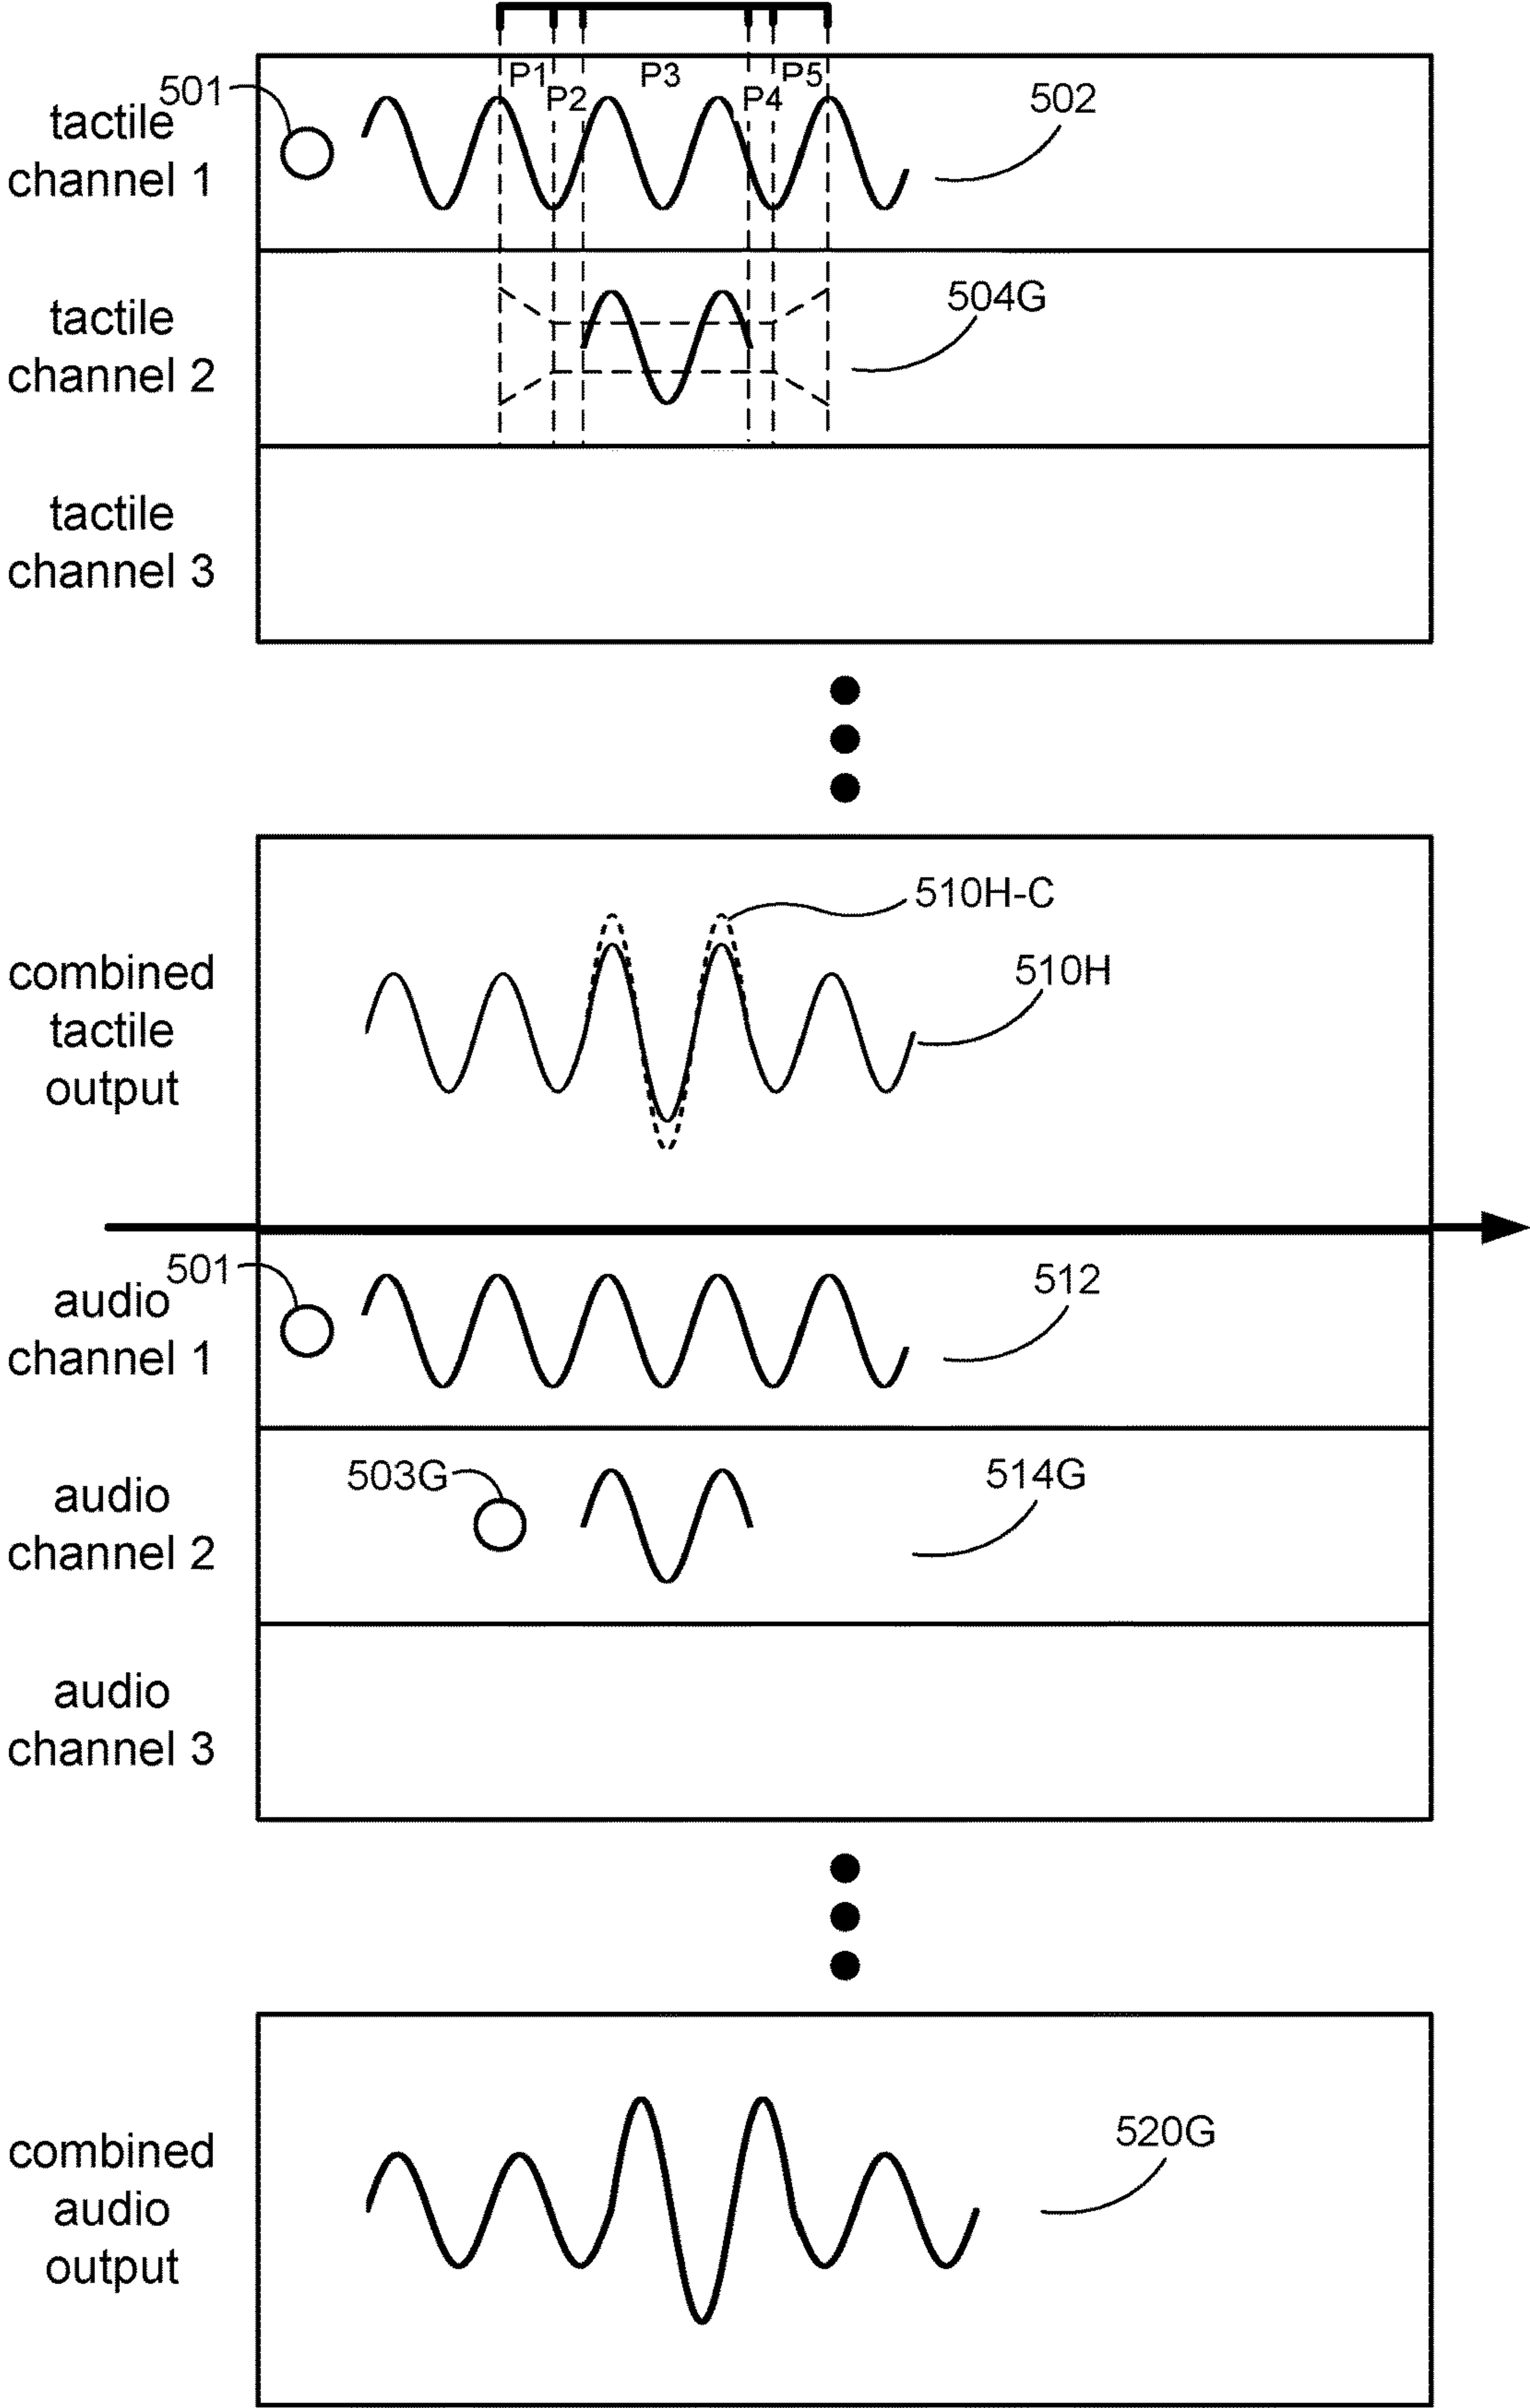 P1
P3
P5
501
P2
P4
502
tactile
channel 1
tactile
channel 2
504G
tactile
channel 3
510H-C
combined
tactile
output
510H
501
audio
channel 1
512
503G
audio
channel 2
514G
audio
channel 3
combined
audio
output
520G